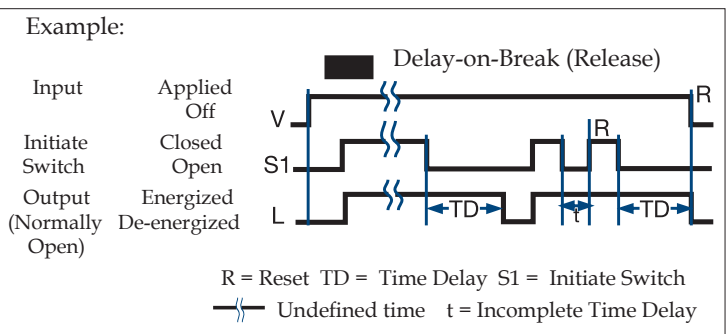 Example:
Delay-on-Break (Release)
Input Applied
Off
V
R
Initiate Closed
Switch Open
S1
R
Output Energized
(Normally De-energized
Open)
L
TD
t
TD
R = Reset TD = Time Delay S1 = Initiate Switch
Undefined time t = Incomplete Time Delay